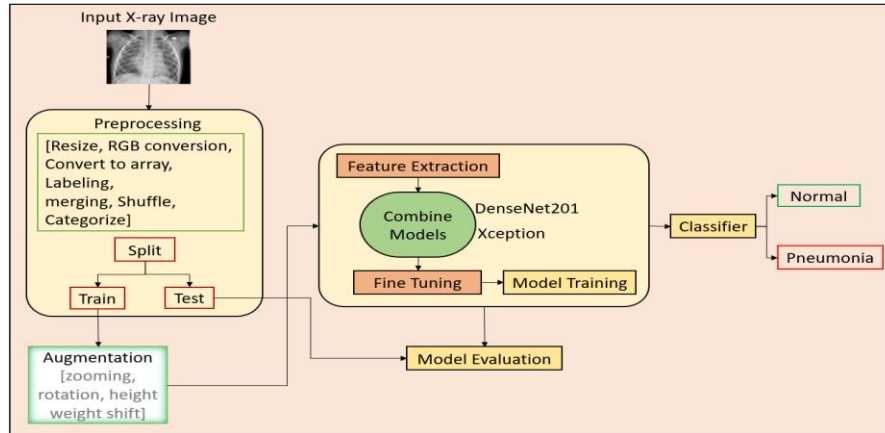 Input X-ray Image
Preprocessing
[Resize, RGB conversion,
Convert to array,
Labeling,
merging, Shuffle,
Categorize]
Split
Train
Test
Augmentation
[zooming,
rotation, height
weight shift]
Feature Extraction
Combine
Models
DenseNet201
Xception
Fine Tuning
Model Training
Model Evaluation
Classifier
Normal
Pneumonia